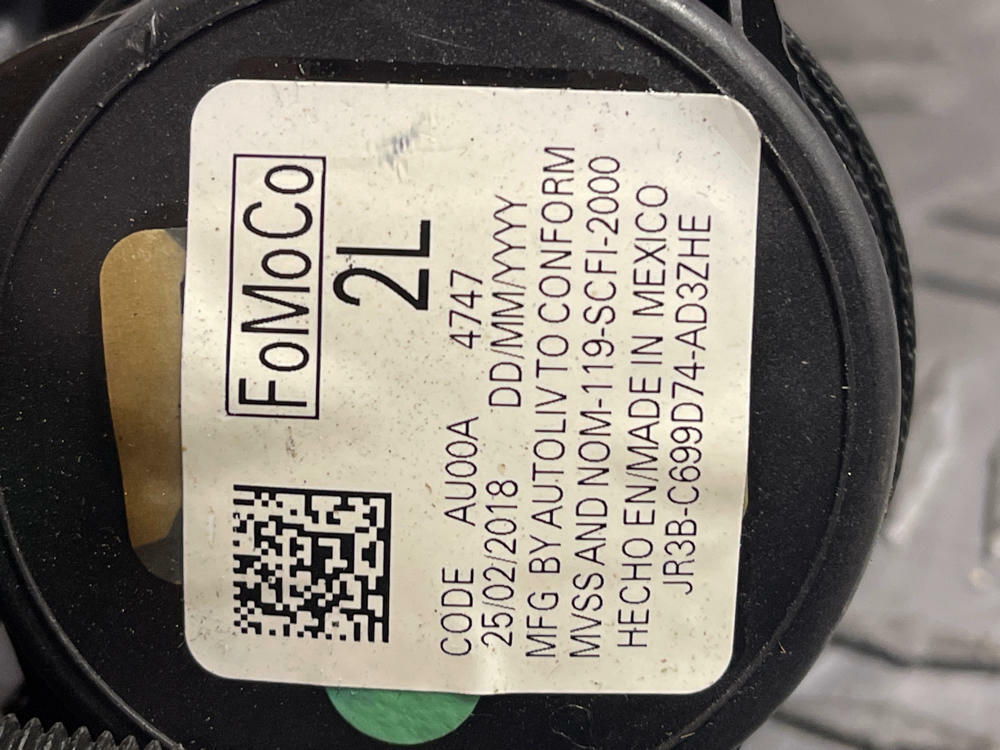 FoMoCo
2L
CODE AU00A 4747
25/02/2018 DD/MM/YYYY
MFG BY AUTOLIV TO CONFORM
MVSS AND NOM-119-SCFI-2000
HECHO EN/MADE IN MEXICO
JR3B-C699D74-AD3ZHE